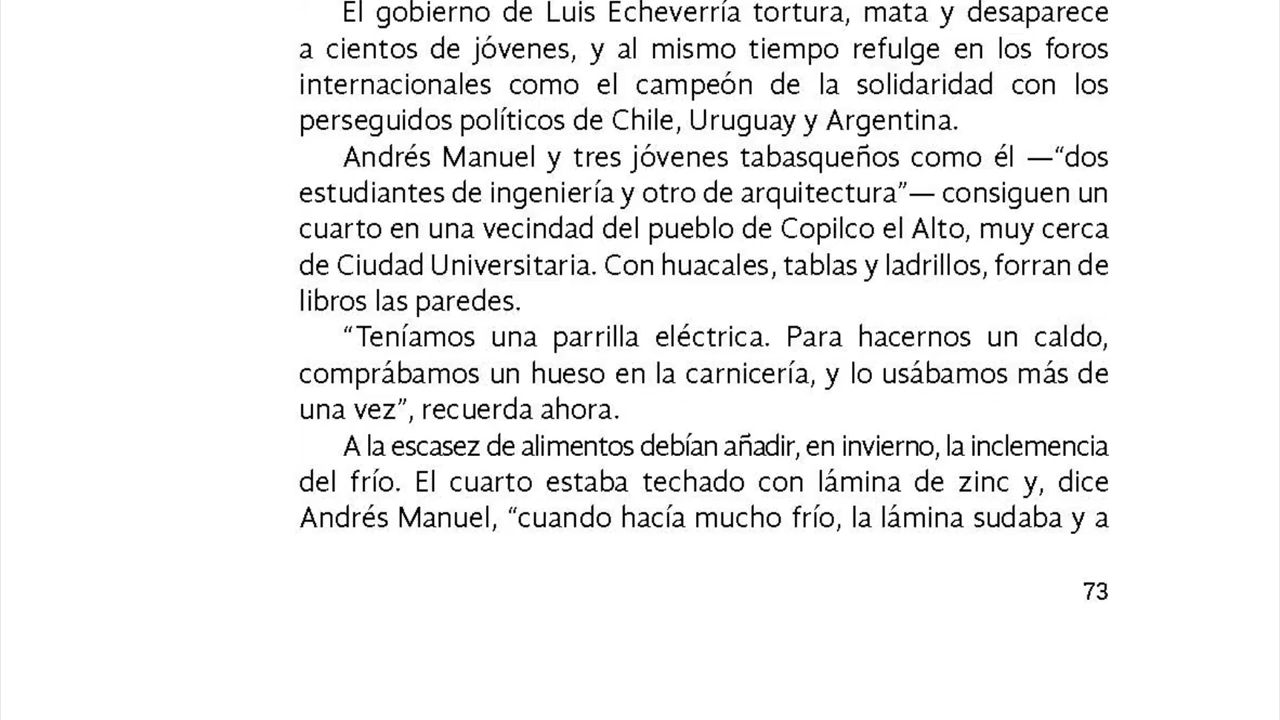 El gobierno de Luis Echeverría tortura, mata y desaparece
a cientos de jóvenes, y al mismo tiempo refulge en los foros
internacionales como el campeón de la solidaridad con los
perseguidos políticos de Chile, Uruguay y Argentina.
Andrés Manuel y tres jóvenes tabasqueños como él —“dos
estudiantes de ingeniería y otro de arquitectura”— consiguen un
cuarto en una vecindad del pueblo de Copilco el Alto, muy cerca
de Ciudad Universitaria. Con huacales, tablas y ladrillos, forran de
libros las paredes.
“Teníamos una parrilla eléctrica. Para hacernos un caldo,
comprábamos un hueso en la carnicería, y lo usábamos más de
una vez”, recuerda ahora.
A la escasez de alimentos debían añadir, en invierno, la inclemencia
del frío. El cuarto estaba techado con lámina de zinc y, dice
Andrés Manuel, “cuando hacía mucho frío, la lámina sudaba y a
73